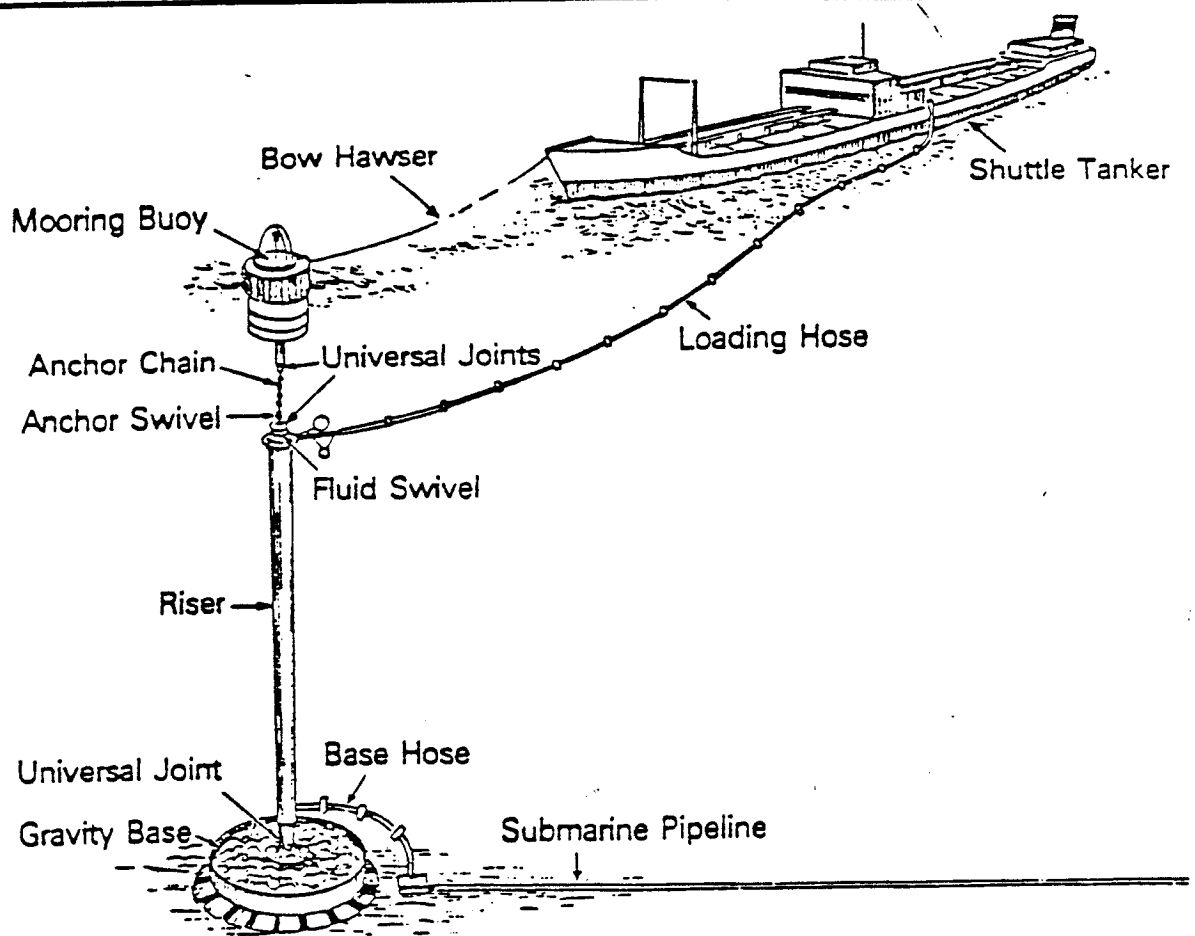 Bow Hawser
Shuttle Tanker
Mooring Buoy
Loading Hose
Anchor Chain
Universal Joints
Anchor Swivel
Fluid Swivel
Riser
Base Hose
Universal Joint
Gravity Base
Submarine Pipeline